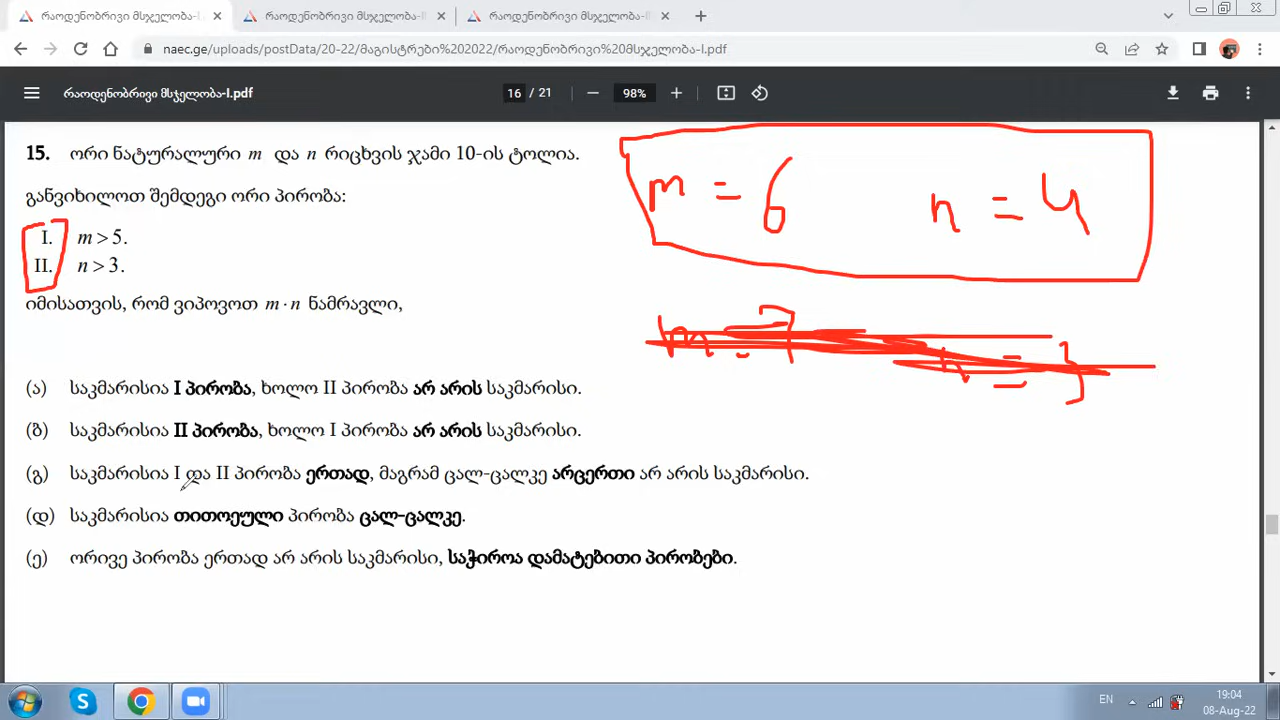 რაოდენობრივი მსჯელობა-I.
რაოდენობრივი მსჯელობა-II.
რაოდენობრივი მსჯელობა-III.
naec.ge/uploads/postData/20-22/მაგისტრები%202022/რაოდენობრივი%20მსჯელობა-I.pdf
რაოდენობრივი მსჯელობა-I.pdf
16 / 21
98%
15. ორი ნატურალური m და n რიცხვის ჯამი 10-ის ტოლია.
განვიხილოთ შემდეგი ორი პირობა:
I. m > 5.
II. n > 3.
იმისათვის, რომ ვიპოვოთ m · n ნამრავლი,
m = 6 n = 4
m = 7 n = 3
(ა) საკმარისია I პირობა, ხოლო II პირობა არ არის საკმარისი.
(ბ) საკმარისია II პირობა, ხოლო I პირობა არ არის საკმარისი.
(გ) საკმარისია I და II პირობა ერთად, მაგრამ ცალ-ცალკე არცერთი არ არის საკმარისი.
(დ) საკმარისია თითოეული პირობა ცალ-ცალკე.
(ე) ორივე პირობა ერთად არ არის საკმარისი, საჭიროა დამატებითი პირობები.
EN
19:04
08-Aug-22